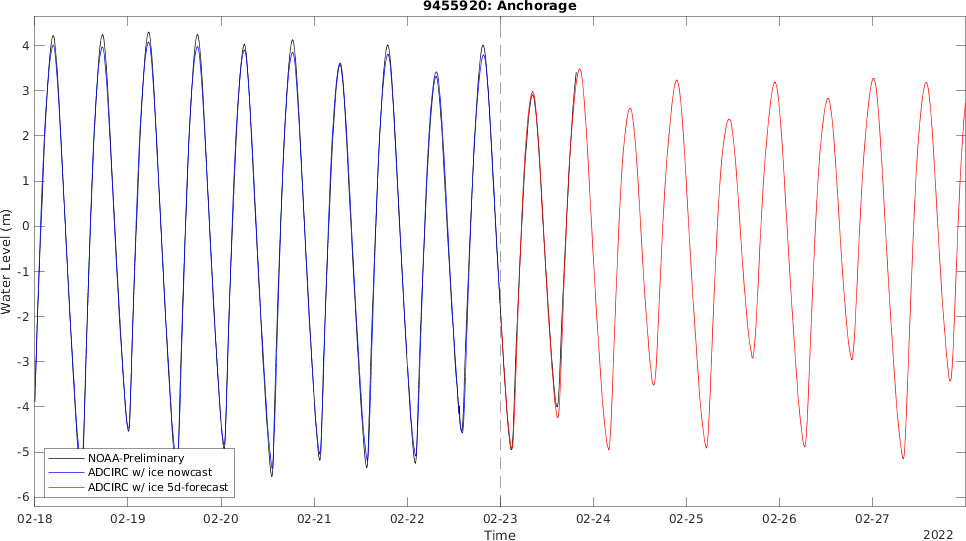 9455920: Anchorage
4
3
2
1
0
-1
-2
-3
-4
-5
-6
Water Level (m)
NOAA-Preliminary
ADCIRC w/ ice nowcast
ADCIRC w/ ice 5d-forecast
02-18 02-19 02-20 02-21 02-22 02-23 02-24 02-25 02-26 02-27
Time
2022